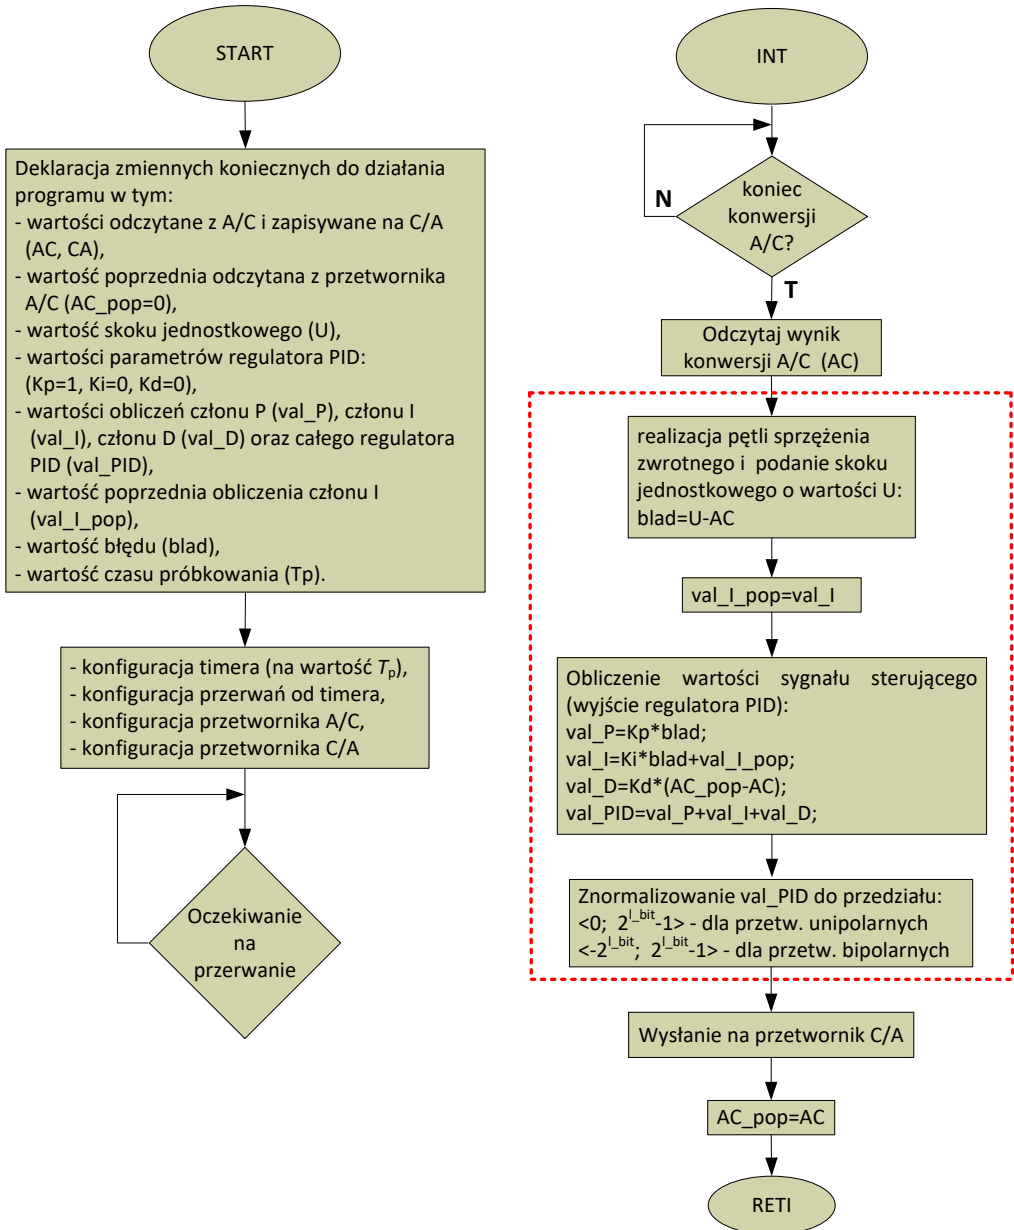 START
Deklaracja zmiennych koniecznych do działania
programu w tym:
- wartości odczytane z A/C i zapisywane na C/A
(AC, CA),
- wartość poprzednia odczytana z przetwornika
A/C (AC_pop=0),
- wartość skoku jednostkowego (U),
- wartości parametrów regulatora PID:
(Kp=1, Ki=0, Kd=0),
- wartości obliczeń członu P (val_P), członu I
(val_I), członu D (val_D) oraz całego regulatora
PID (val_PID),
- wartość poprzednia obliczenia członu I
(val_I_pop),
- wartość błędu (blad),
- wartość czasu próbkowania (Tp).
- konfiguracja timera (na wartość Tp),
- konfiguracja przerwań od timera,
- konfiguracja przetwornika A/C,
- konfiguracja przetwornika C/A
Oczekiwanie
na
przerwanie
INT
N
koniec
konwersji
A/C?
T
Odczytaj wynik
konwersji A/C (AC)
realizacja pętli sprzężenia
zwrotnego i podanie skoku
jednostkowego o wartości U:
blad=U-AC
val_I_pop=val_I
Obliczenie wartości sygnału sterującego
(wyjście regulatora PID):
val_P=Kp*blad;
val_I=Ki*blad+val_I_pop;
val_D=Kd*(AC_pop-AC);
val_PID=val_P+val_I+val_D;
Znormalizowanie val_PID do przedziału:
<0; 2^l_bit-1> - dla przetw. unipolarnych
<-2^l_bit; 2^l_bit-1> - dla przetw. bipolarnych
Wysłanie na przetwornik C/A
AC_pop=AC
RETI